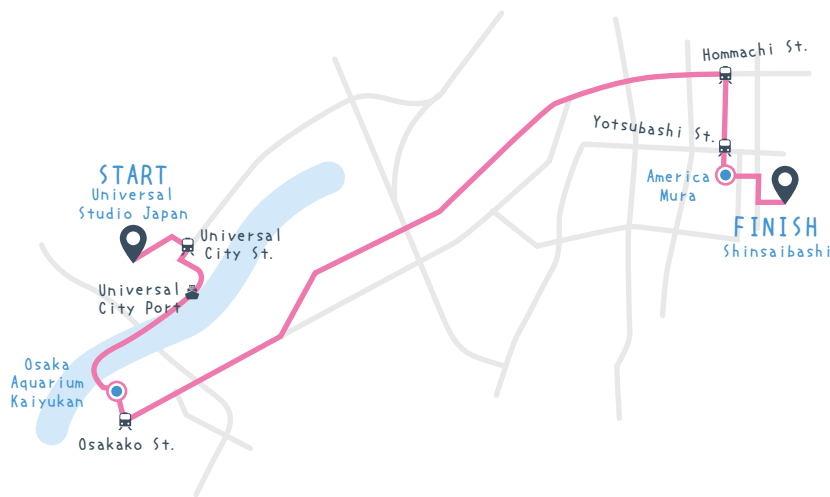 Hommachi St.
Yotsubashi St.
START
Universal
Studio Japan
America
Mura
FINISH
Shinsaibashi
Universal
City St.
Universal
City Port
Osaka
Aquarium
Kaiyukan
Osakako St.